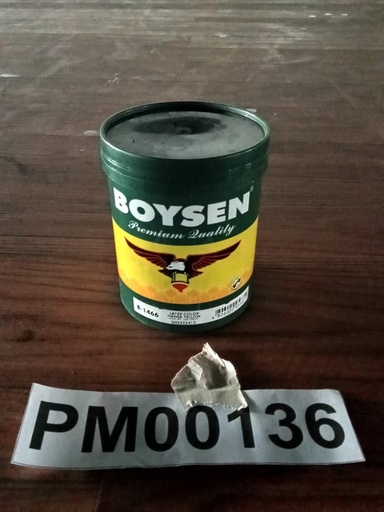 BOYSEN®
Premium Quality
B-1466
LATEX COLOR
PM00136